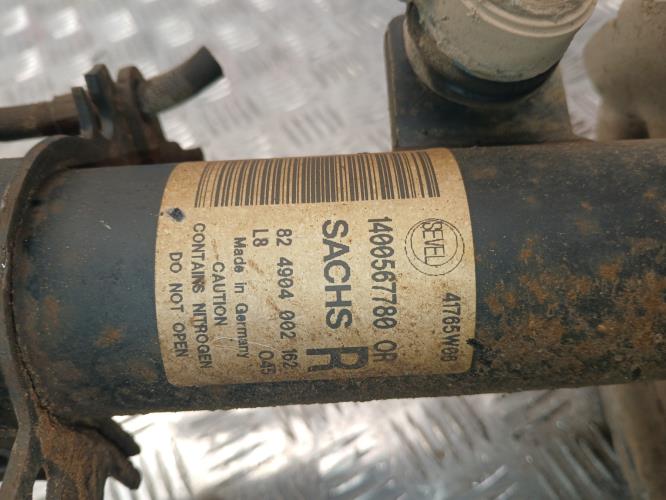 SEVEL
41765W06
1400567780 OR
SACHS R
82 4904 002 162
L8 045
Made in Germany
CAUTION
CONTAINS NITROGEN
DO NOT OPEN